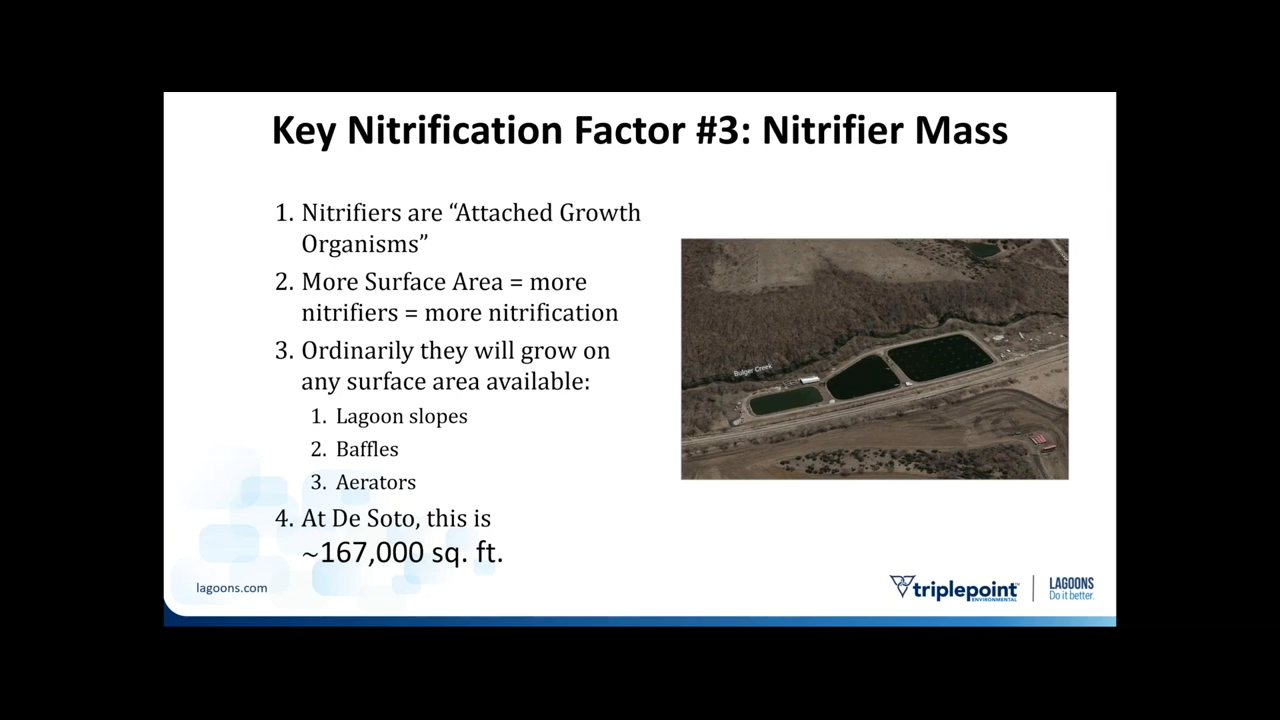 Key Nitrification Factor #3: Nitrifier Mass
1. Nitrifiers are “Attached Growth
Organisms”
2. More Surface Area = more
nitrifiers = more nitrification
3. Ordinarily they will grow on
any surface area available:
1. Lagoon slopes
2. Baffles
3. Aerators
4. At De Soto, this is
~167,000 sq. ft.
Bulger Creek
lagoons.com
triplepoint™
ENVIRONMENTAL
LAGOONS
Do it better.